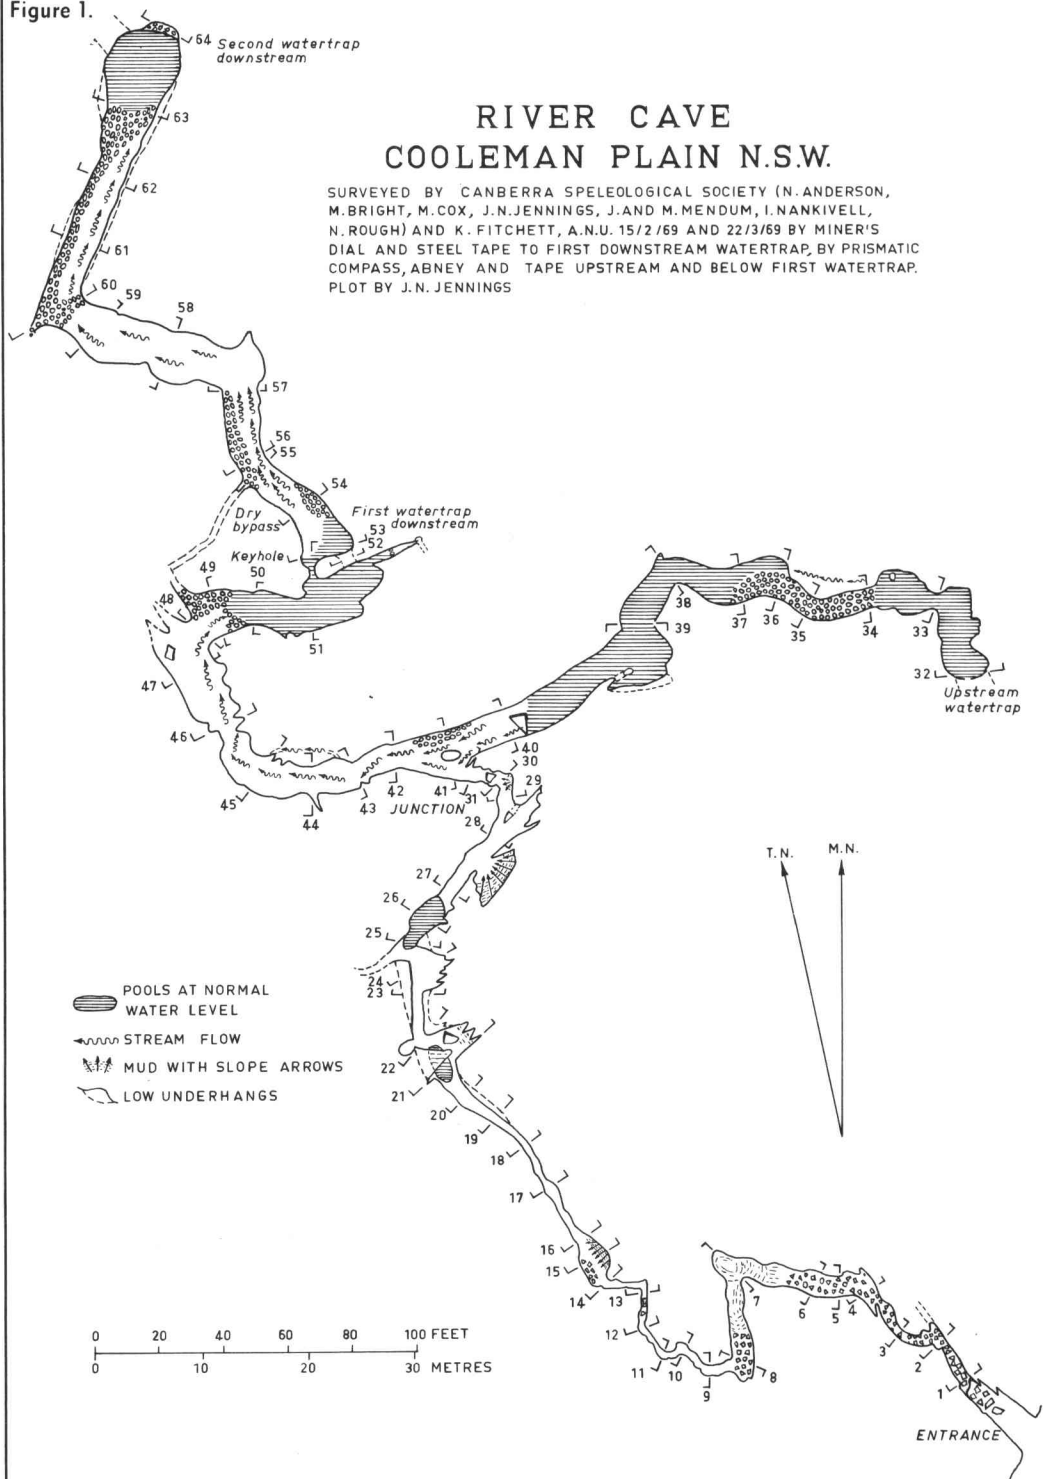 Figure 1.
64 Second watertrap
downstream
63
62
61
60
59
58
57
56
55
54
RIVER CAVE
COOLEMAN PLAIN N.S.W.
SURVEYED BY CANBERRA SPELEOLOGICAL SOCIETY (N. ANDERSON,
M. BRIGHT, M. COX, J.N. JENNINGS, J. AND M. MENDUM, I. NANKIVELL,
N. ROUGH) AND K. FITCHETT, A.N.U. 15/2/69 AND 22/3/69 BY MINER'S
DIAL AND STEEL TAPE TO FIRST DOWNSTREAM WATERTRAP, BY PRISMATIC
COMPASS, ABNEY AND TAPE UPSTREAM AND BELOW FIRST WATERTRAP.
PLOT BY J.N. JENNINGS
Dry
bypass
First watertrap
downstream
53
52
Keyhole
50
49
48
51
47
46
45
44
43
42
41
31
JUNCTION
40
30
29
28
39
38
37
36
35
34
33
32
Upstream
watertrap
27
26
25
24
23
22
21
20
19
18
17
16
15
14
13
12
11
10
9
8
7
6
5
4
3
2
1
ENTRANCE
T.N.
M.N.
POOLS AT NORMAL
WATER LEVEL
STREAM FLOW
MUD WITH SLOPE ARROWS
LOW UNDERHANGS
0 20 40 60 80 100 FEET
0 10 20 30 METRES